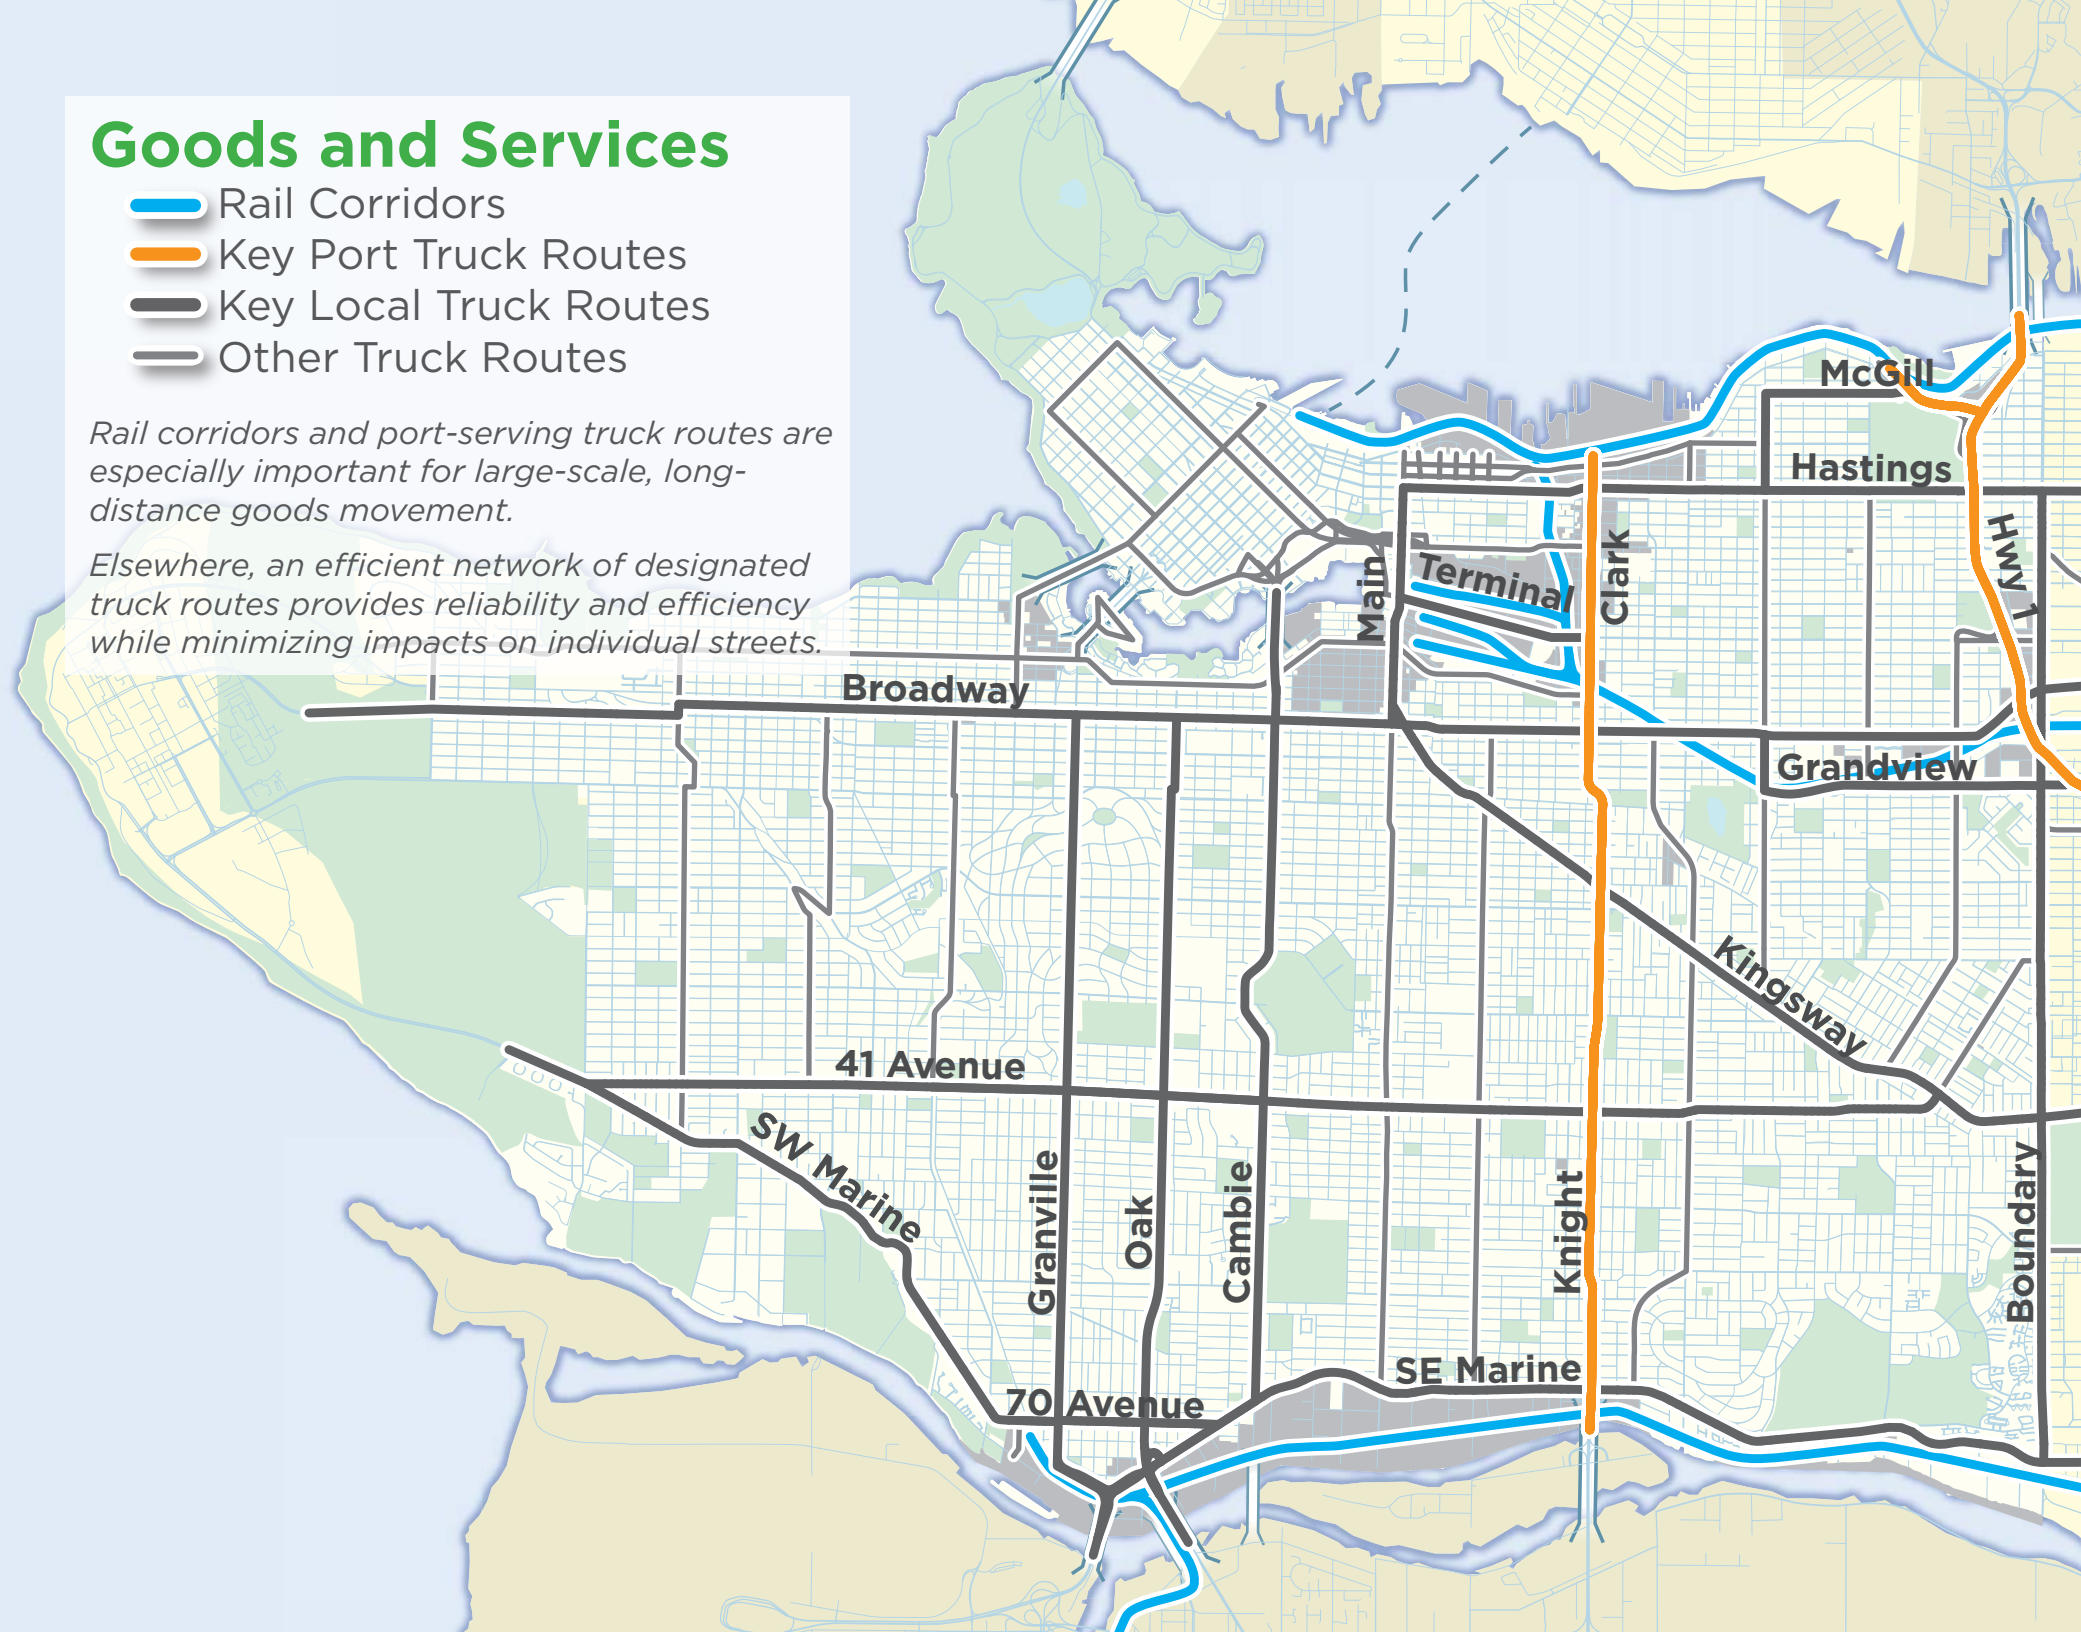 Goods and Services
Rail Corridors
Key Port Truck Routes
Key Local Truck Routes
Other Truck Routes
Rail corridors and port-serving truck routes are
especially important for large-scale, long-
distance goods movement.
Elsewhere, an efficient network of designated
truck routes provides reliability and efficiency
while minimizing impacts on individual streets.
McGill
Hastings
Hwy 1
Clark
Terminal
Main
Broadway
Grandview
Kingsway
41 Avenue
SW Marine
Granville
Oak
Cambie
Knight
Boundary
SE Marine
70 Avenue